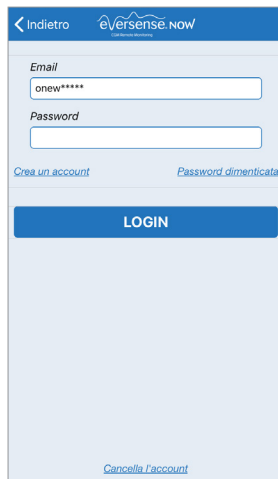 Indietro
eversense. NOW
CGM Remote Monitoring
Email
onew*****
Password
Crea un account
Password dimenticata
LOGIN
Cancella l'account